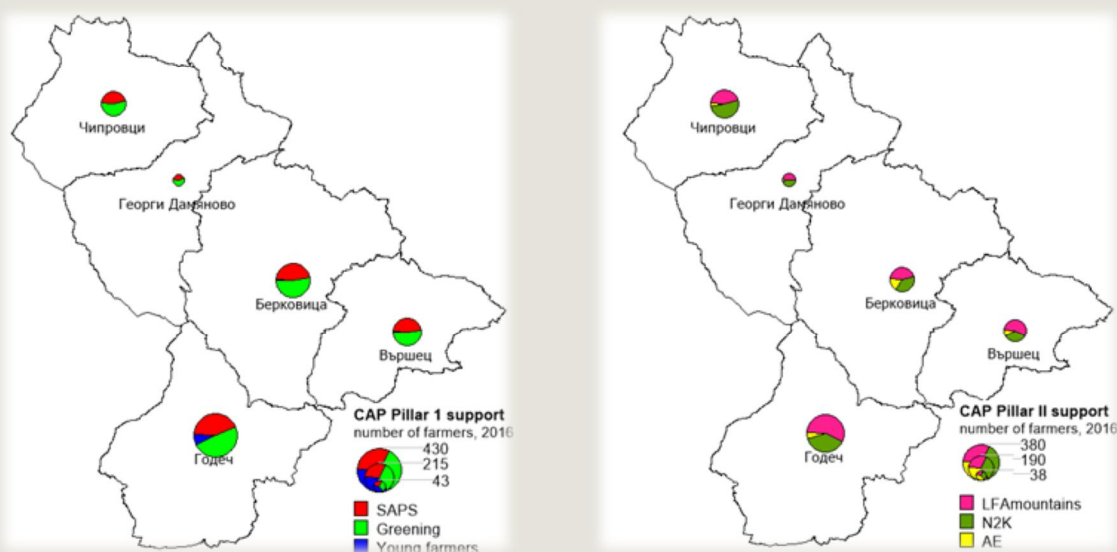 Чипровци
Георги Дамяново
Берковица
Вършец
Годеч
CAP Pillar 1 support
number of farmers, 2016
430
215
43
SAPS
Greening
Young farmers
Чипровци
Георги Дамяново
Берковица
Вършец
Годеч
CAP Pillar II support
number of farmers, 2016
380
190
38
LFAmountains
N2K
AE